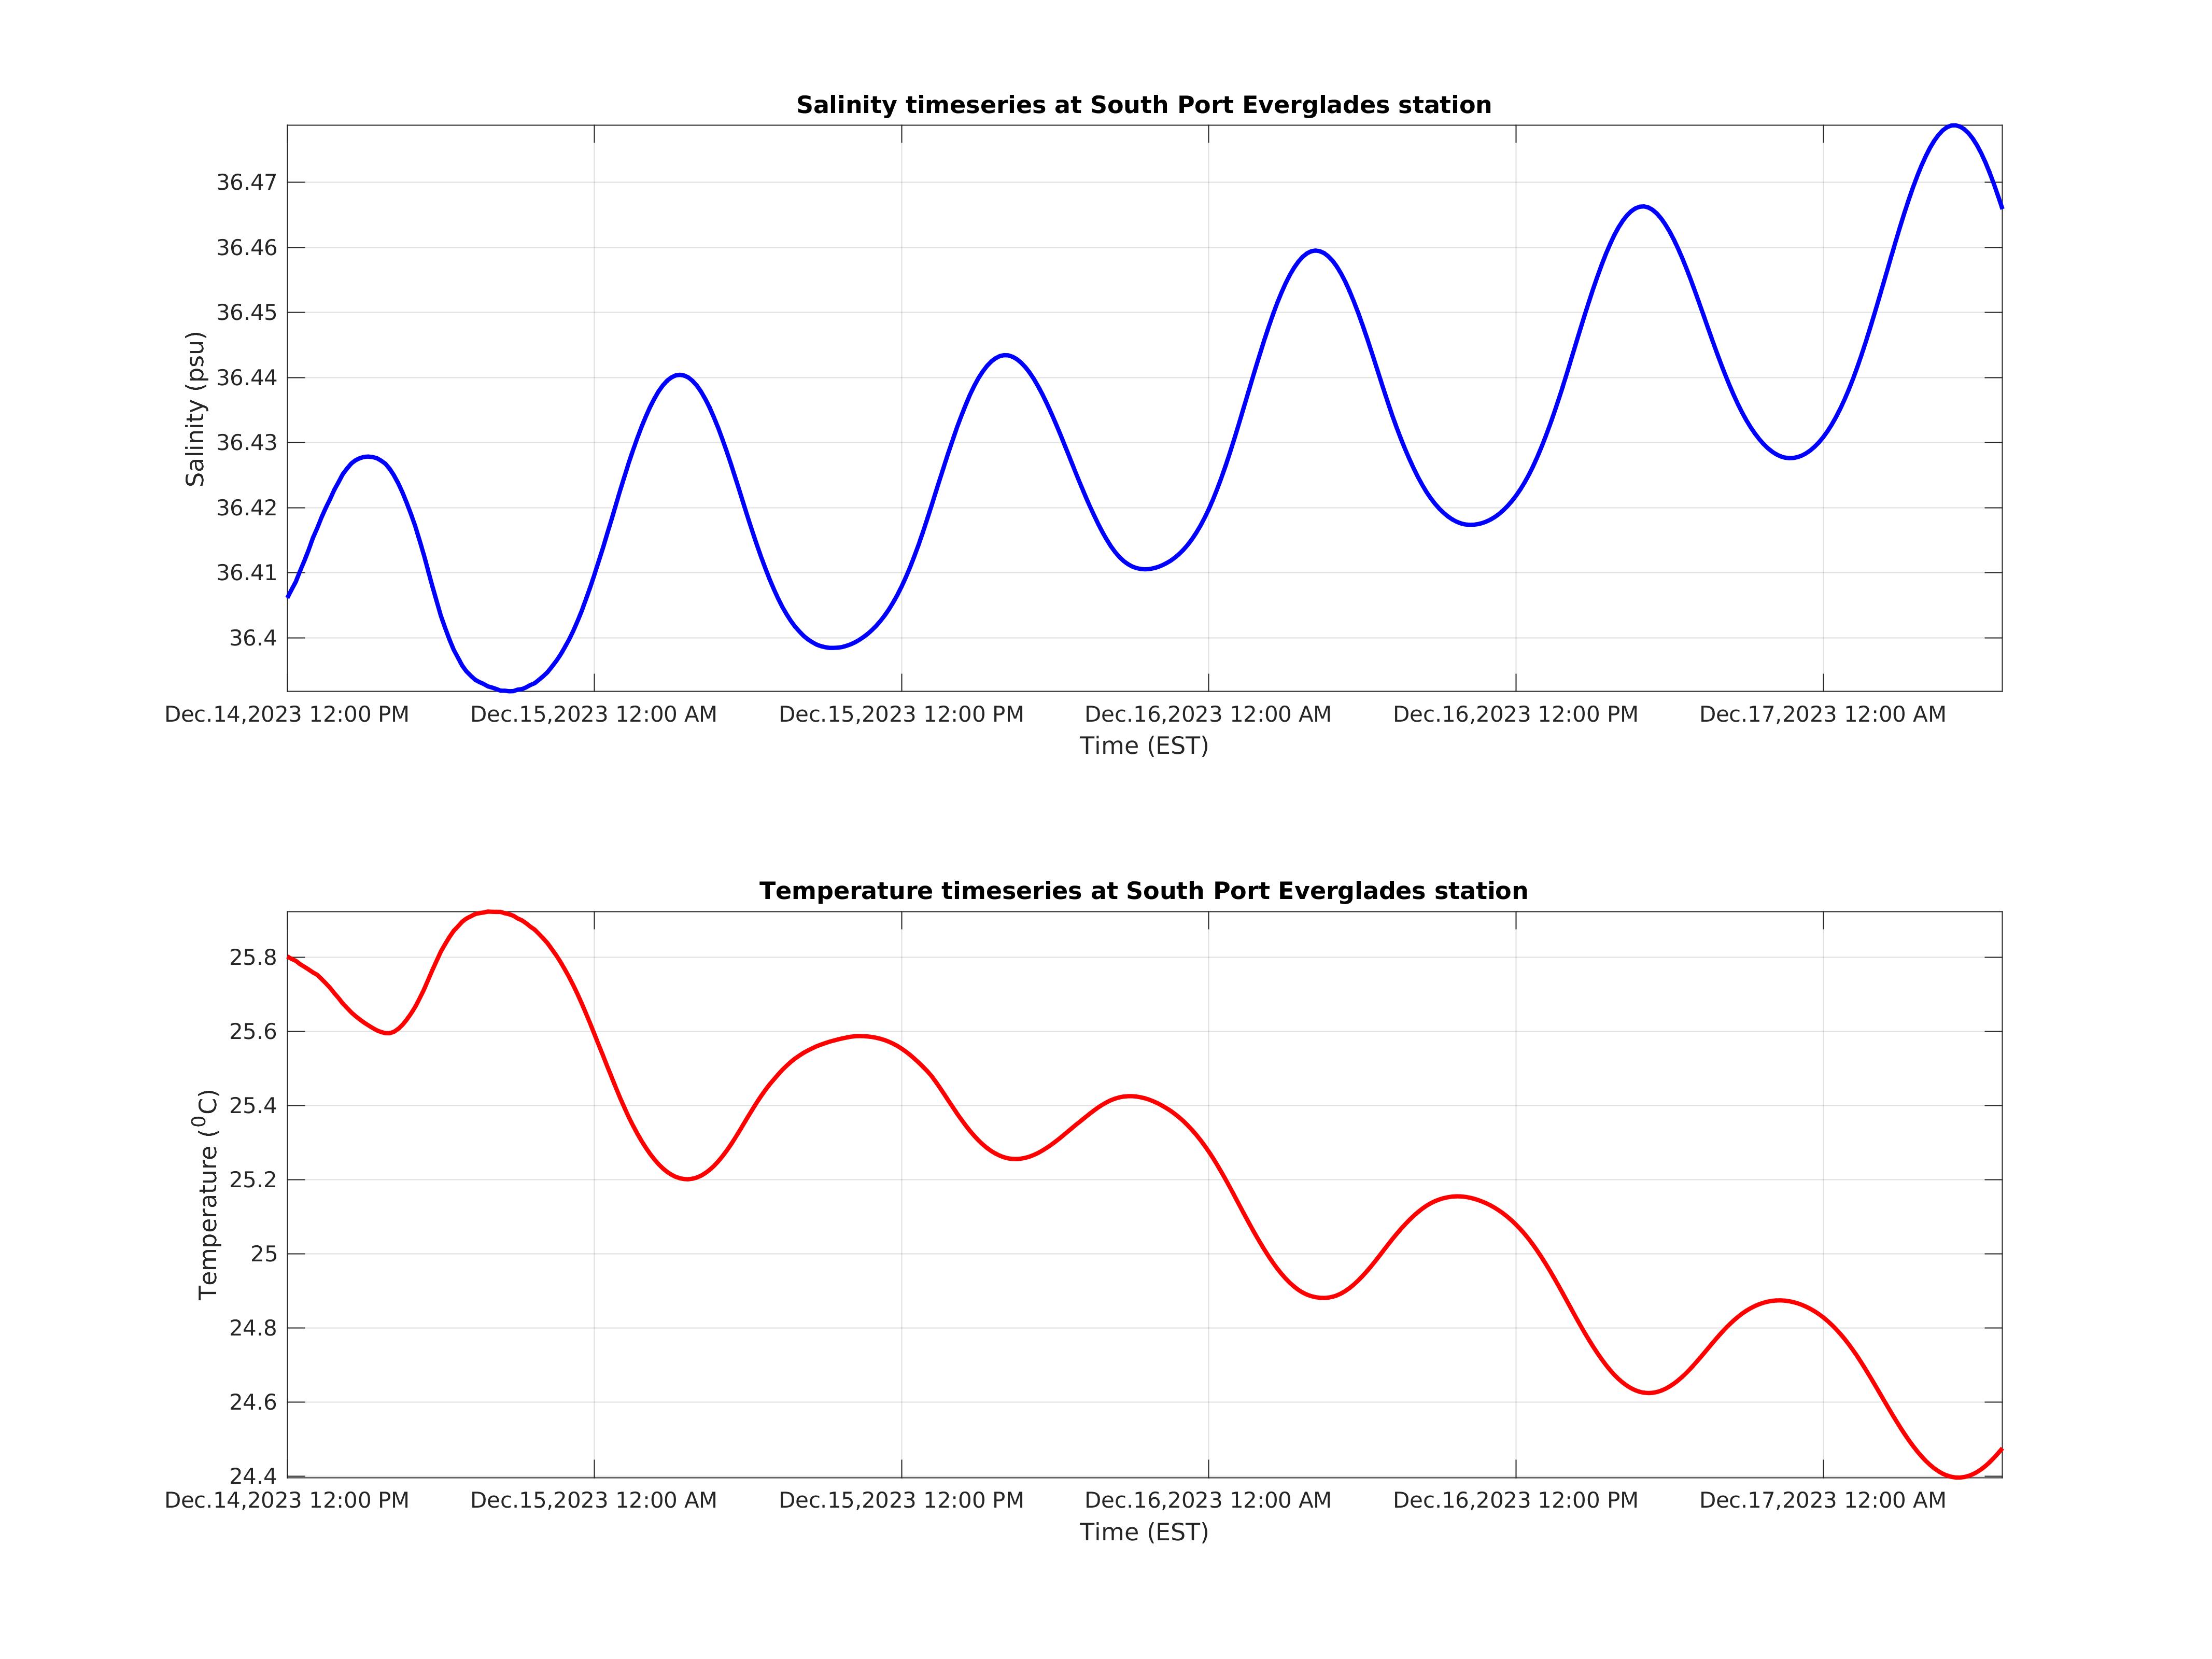 Salinity timeseries at South Port Everglades station
36.47
36.46
36.45
36.44
36.43
36.42
36.41
36.4
Salinity (psu)
Dec.14,2023 12:00 PM Dec.15,2023 12:00 AM Dec.15,2023 12:00 PM Dec.16,2023 12:00 AM Dec.16,2023 12:00 PM Dec.17,2023 12:00 AM
Time (EST)
Temperature timeseries at South Port Everglades station
25.8
25.6
25.4
25.2
25
24.8
24.6
24.4
Temperature (⁰C)
Dec.14,2023 12:00 PM Dec.15,2023 12:00 AM Dec.15,2023 12:00 PM Dec.16,2023 12:00 AM Dec.16,2023 12:00 PM Dec.17,2023 12:00 AM
Time (EST)